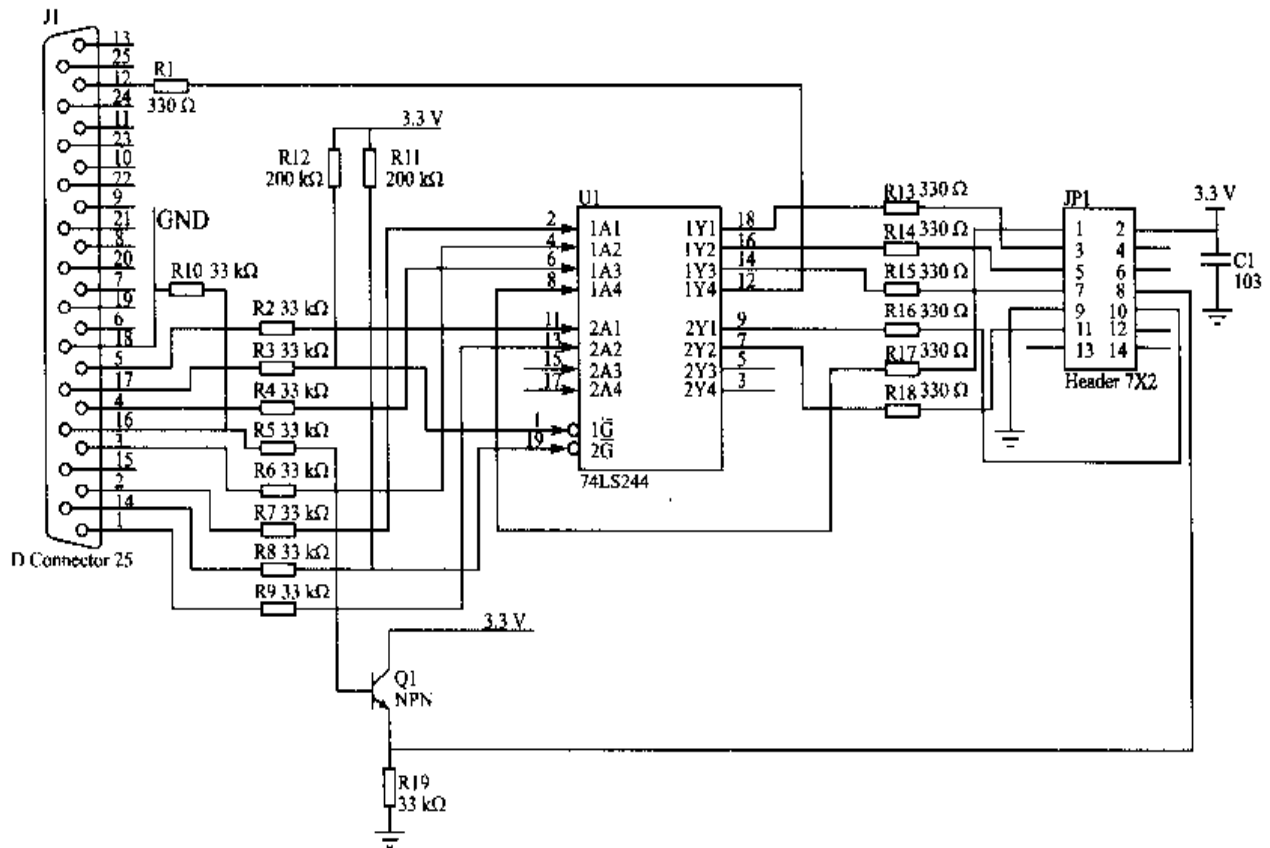 J1
13
25
12
24
11
23
10
22
9
21
8
20
7
19
6
18
5
17
4
16
3
15
2
14
1
D Connector 25
GND
R1
330 Ω
R10 33 kΩ
R2 33 kΩ
R3 33 kΩ
R4 33 kΩ
R5 33 kΩ
R6 33 kΩ
R7 33 kΩ
R8 33 kΩ
R9 33 kΩ
3.3 V
R12
200 kΩ
R11
200 kΩ
U1
2 1A1 1Y1 18
4 1A2 1Y2 16
6 1A3 1Y3 14
8 1A4 1Y4 12
11 2A1 2Y1 9
13 2A2 2Y2 7
15 2A3 2Y3 5
17 2A4 2Y4 3
1 1G
19 2G
74LS244
R13 330 Ω
R14 330 Ω
R15 330 Ω
R16 330 Ω
R17 330 Ω
R18 330 Ω
JP1
1 2
3 4
5 6
7 8
9 10
11 12
13 14
Header 7X2
3.3 V
C1
103
3.3 V
Q1
NPN
R19
33 kΩ